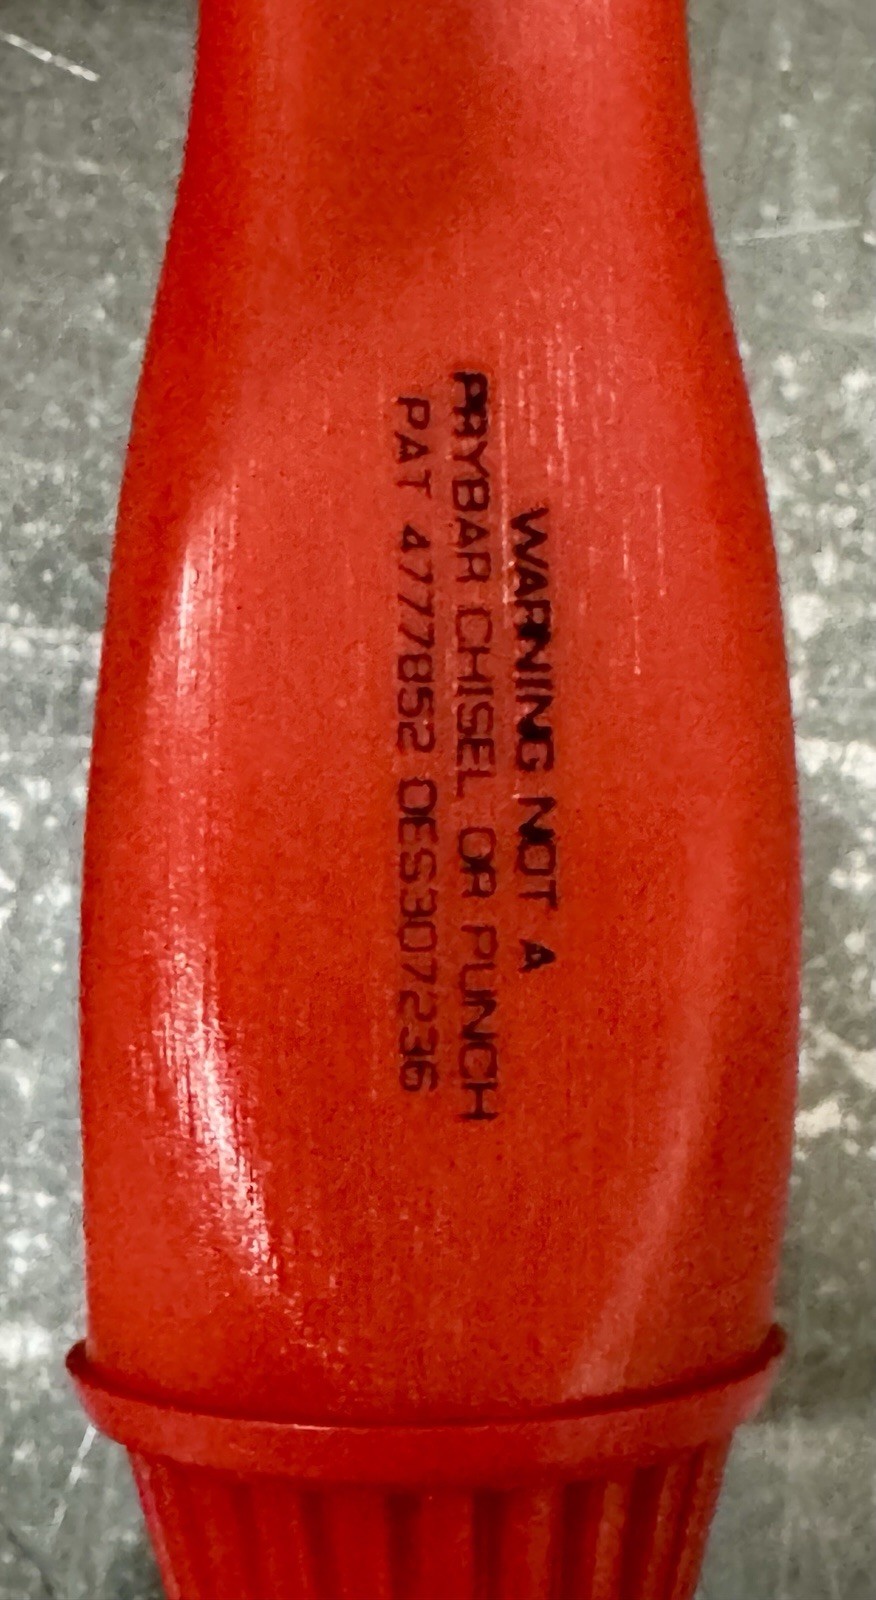 WARNING NOT A
PRYBAR CHISEL OR PUNCH
PAT 4777852 DES307236